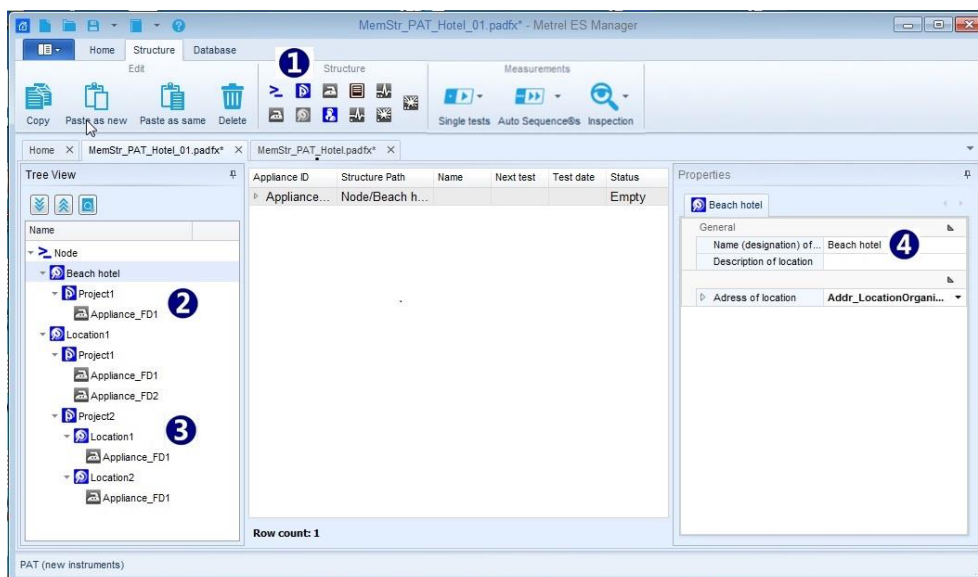 MemStr_PAT_Hotel_01.padfx* - Metrel ES Manager
Home Structure Database
Edit Structure Measurements
1
Copy Paste as new Paste as same Delete Single tests Auto Sequence®s Inspection
Home X MemStr_PAT_Hotel_01.padfx* X MemStr_PAT_Hotel.padfx* X
Tree View
Name
Node
Beach hotel
Project1
Appliance_FD1
2
Location1
Project1
Appliance_FD1
Appliance_FD2
Project2
Location1
3
Appliance_FD1
Location2
Appliance_FD1
Appliance ID Structure Path Name Next test Test date Status
Appliance... Node/Beach h... Empty
Row count: 1
Properties
Beach hotel
General
Name (designation) of... Beach hotel
4
Description of location
Adress of location Addr_LocationOrgani...
PAT (new instruments)